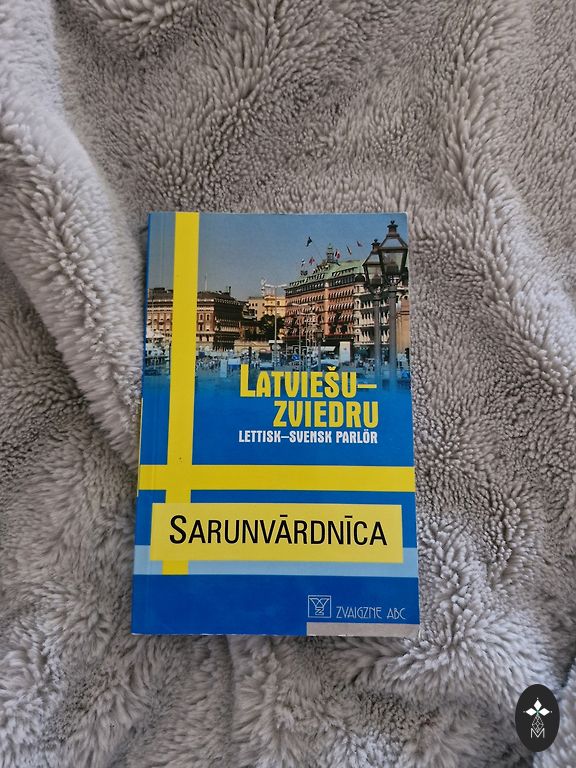 LATVIEŠU–
ZVIEDRU
LETTISK–SVENSK PARLÖR
SARUNVĀRDNĪCA
ZVAIGZNE ABC
M